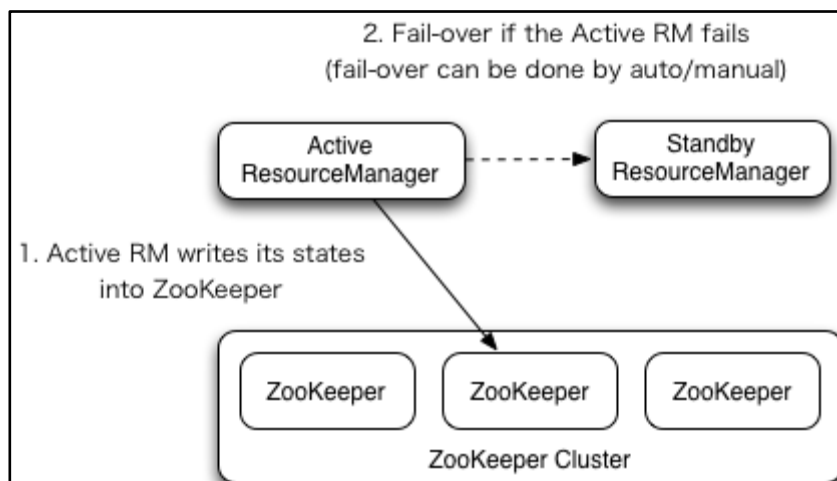 2. Fail-over if the Active RM fails
(fail-over can be done by auto/manual)
Active
ResourceManager
Standby
ResourceManager
1. Active RM writes its states
into ZooKeeper
ZooKeeper
ZooKeeper
ZooKeeper
ZooKeeper Cluster